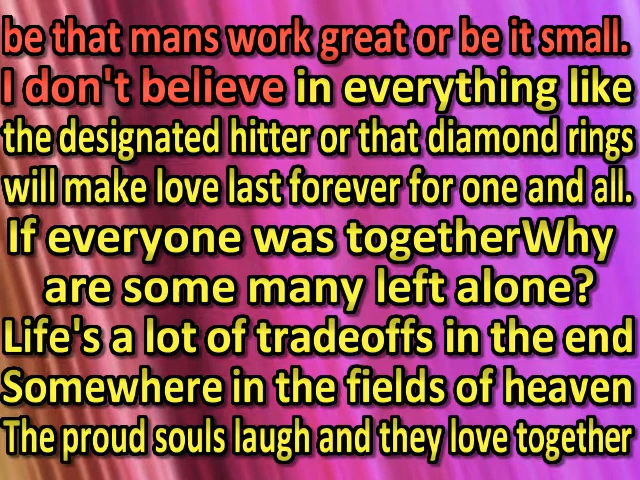 be that mans work great or be it small.
I don't believe in everything like
the designated hitter or that diamond rings
will make love last forever for one and all.
If everyone was togetherWhy
are some many left alone?
Life's a lot of tradeoffs in the end
Somewhere in the fields of heaven
The proud souls laugh and they love together